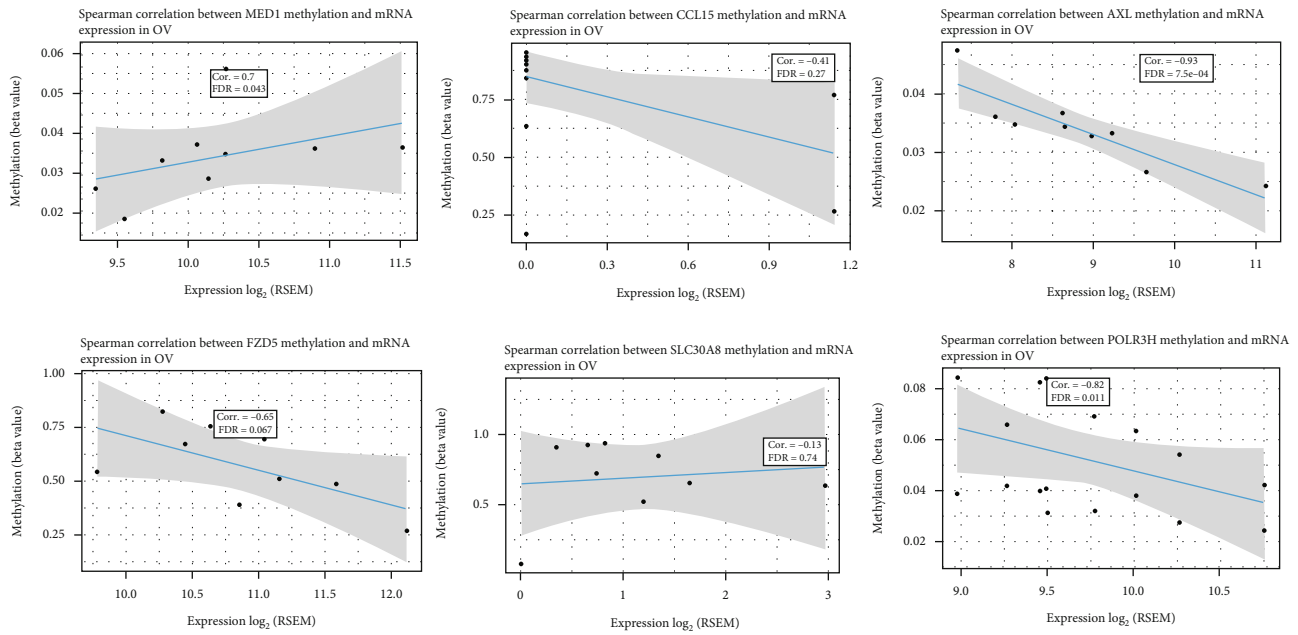 Spearman correlation between MED1 methylation and mRNA
expression in OV
Methylation (beta value)
0.06
0.05
0.04
0.03
0.02
Cor. = 0.7
FDR = 0.043
9.5 10.0 10.5 11.0 11.5
Expression log2 (RSEM)
Spearman correlation between CCL15 methylation and mRNA
expression in OV
Methylation (beta value)
0.75
0.50
0.25
Cor. = −0.41
FDR = 0.27
0.0 0.3 0.6 0.9 1.2
Expression log2 (RSEM)
Spearman correlation between AXL methylation and mRNA
expression in OV
Methylation (beta value)
0.04
0.03
0.02
Cor. = −0.93
FDR = 7.5e−04
8 9 10 11
Expression log2 (RSEM)
Spearman correlation between FZD5 methylation and mRNA
expression in OV
Methylation (beta value)
1.00
0.75
0.50
0.25
Corr. = −0.65
FDR = 0.067
10.0 10.5 11.0 11.5 12.0
Expression log2 (RSEM)
Spearman correlation between SLC30A8 methylation and mRNA
expression in OV
Methylation (beta value)
1.0
0.5
Cor. = −0.13
FDR = 0.74
0 1 2 3
Expression log2 (RSEM)
Spearman correlation between POLR3H methylation and mRNA
expression in OV
Methylation (beta value)
0.08
0.06
0.04
0.02
Cor. = −0.82
FDR = 0.011
9.0 9.5 10.0 10.5
Expression log2 (RSEM)